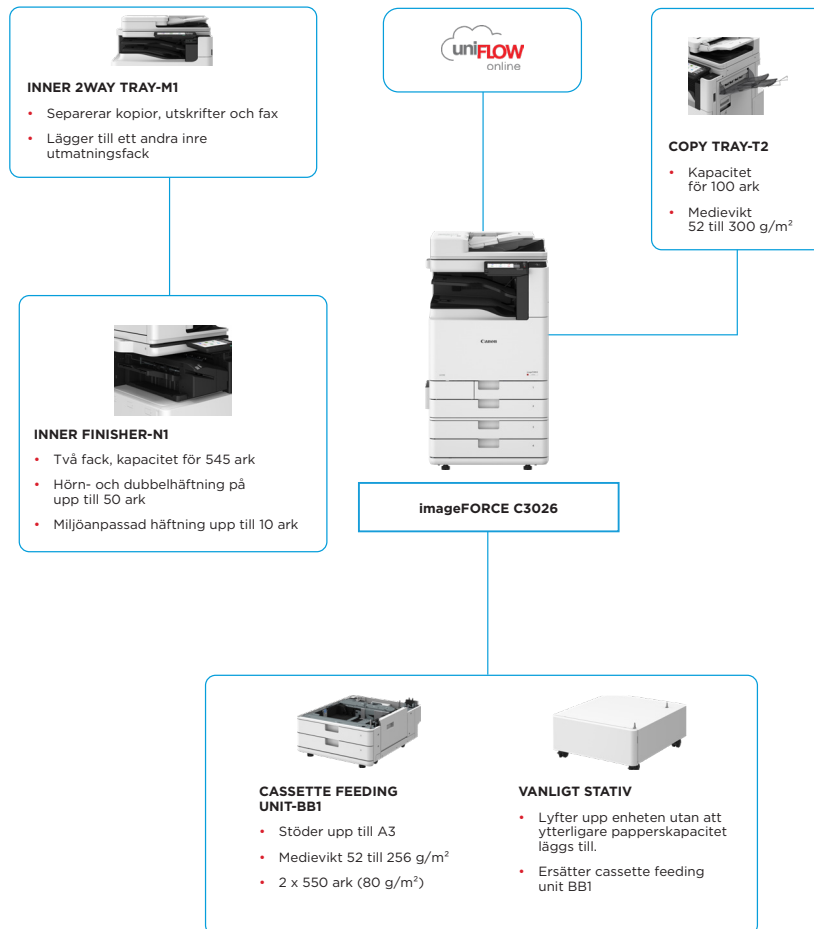 INNER 2WAY TRAY-M1
• Separerar kopior, utskrifter och fax
• Lägger till ett andra inre
utmatningsfack
uniFLOW
online
COPY TRAY-T2
• Kapacitet
för 100 ark
• Medievikt
52 till 300 g/m²
INNER FINISHER-N1
• Två fack, kapacitet för 545 ark
• Hörn- och dubbelhäftning på
upp till 50 ark
• Miljöanpassad häftning upp till 10 ark
Canon
imageFORCE C3026
CASSETTE FEEDING
UNIT-BB1
• Stöder upp till A3
• Medievikt 52 till 256 g/m²
• 2 x 550 ark (80 g/m²)
VANLIGT STATIV
• Lyfter upp enheten utan att
ytterligare papperskapacitet
läggs till.
• Ersätter cassette feeding
unit BB1